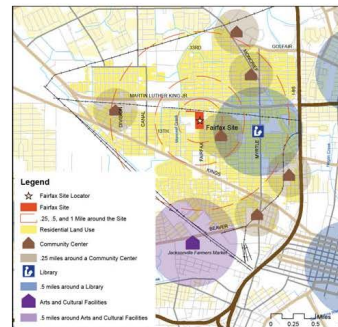 33RD
GOLFAIR
MONCRIEF
I-95
MARTIN LUTHER KING JR
CANAL
13TH
Fairfax Site
FAIRFAX
MYRTLE
KINGS
BEAVER
Jacksonville Farmers Market
Legend
Fairfax Site Locator
Fairfax Site
.25, .5, and 1 Mile around the Site
Residential Land Use
Community Center
.25 miles around a Community Center
Library
.5 miles around a Library
Arts and Cultural Facilities
.5 miles around Arts and Cultural Facilities
Miles
0 0.25 0.5